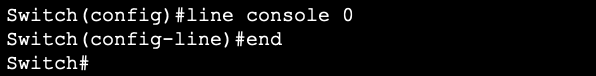 Switch(config)#line console 0
Switch(config-line)#end
Switch#